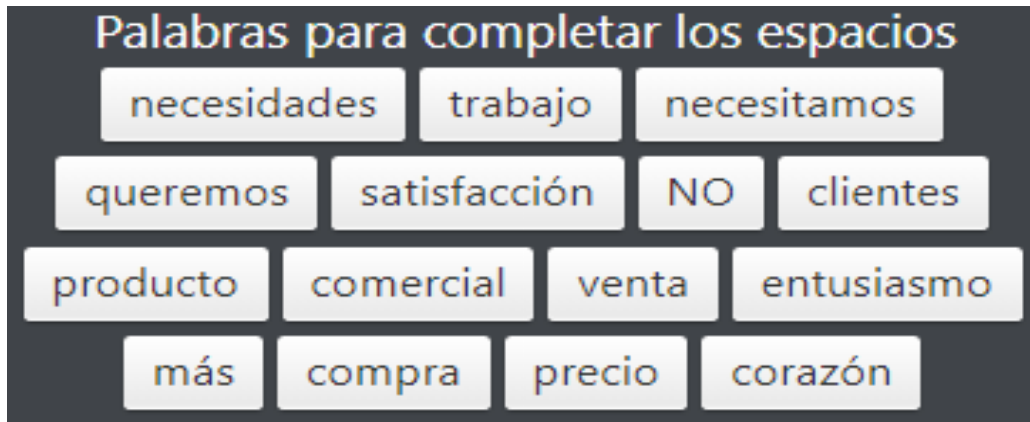 Palabras para completar los espacios
necesidades trabajo necesitamos
queremos satisfacción NO clientes
producto comercial venta entusiasmo
más compra precio corazón